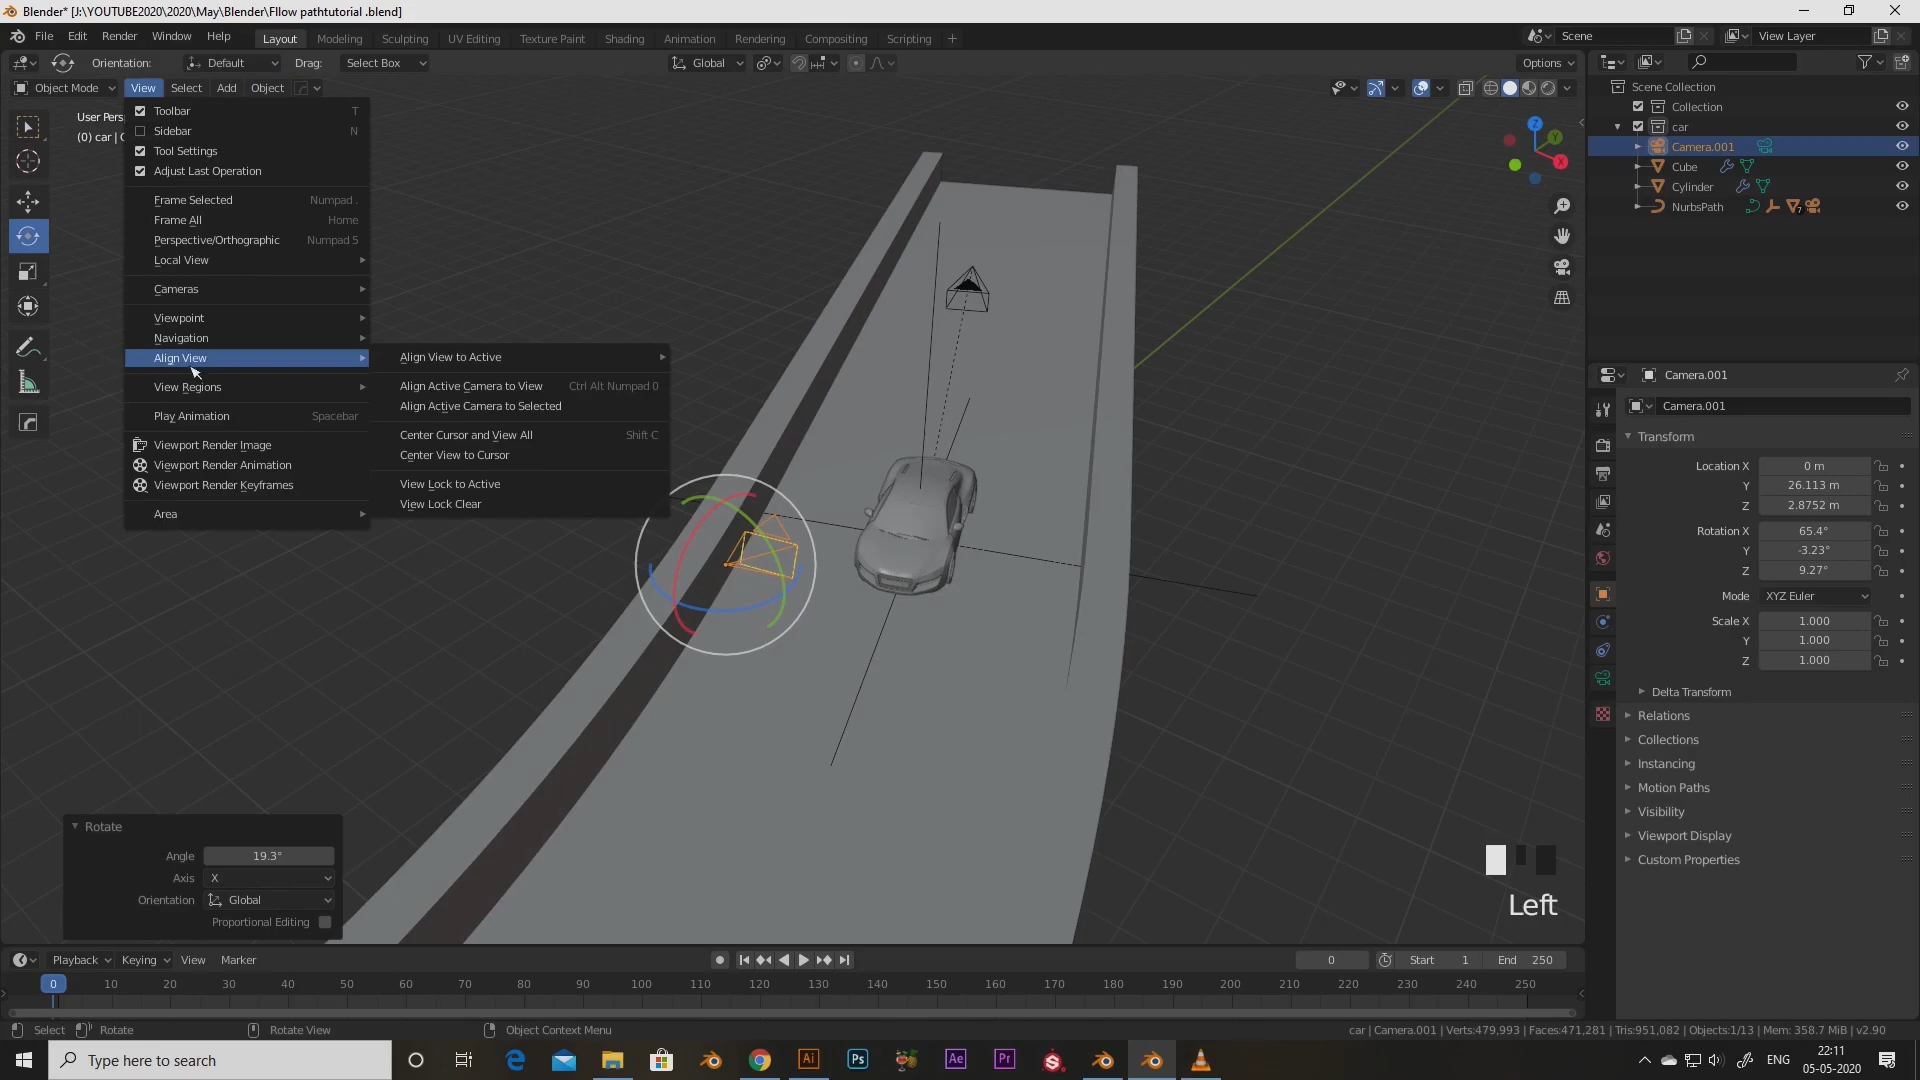 Blender* [J:\YOUTUBE2020\2020\May\Blender\Fllow pathtutorial .blend]
File Edit Render Window Help Layout Modeling Sculpting UV Editing Texture Paint Shading Animation Rendering Compositing Scripting Scene View Layer
Orientation: Default Drag: Select Box Global Options
Object Mode View Select Add Object
User Pers
(0) car | C
Toolbar T
Sidebar N
Tool Settings
Adjust Last Operation
Frame Selected Numpad .
Frame All Home
Perspective/Orthographic Numpad 5
Local View
Cameras
Viewpoint
Navigation
Align View
View Regions
Play Animation Spacebar
Viewport Render Image
Viewport Render Animation
Viewport Render Keyframes
Area
Align View to Active
Align Active Camera to View Ctrl Alt Numpad 0
Align Active Camera to Selected
Center Cursor and View All Shift C
Center View to Cursor
View Lock to Active
View Lock Clear
Z
Y
X
Scene Collection
Collection
car
Camera.001
Cube
Cylinder
NurbsPath 7
Camera.001
Camera.001
Transform
Location X 0 m
Y 26.113 m
Z 2.8752 m
Rotation X 65.4°
Y -3.23°
Z 9.27°
Mode XYZ Euler
Scale X 1.000
Y 1.000
Z 1.000
Delta Transform
Relations
Collections
Instancing
Motion Paths
Visibility
Viewport Display
Custom Properties
Rotate
Angle 19.3°
Axis X
Orientation Global
Proportional Editing
Left
Playback Keying View Marker 0 Start 1 End 250
0 10 20 30 40 50 60 70 80 90 100 110 120 130 140 150 160 170 180 190 200 210 220 230 240 250
Select Rotate Rotate View Object Context Menu car | Camera.001 | Verts:479,993 | Faces:471,281 | Tris:951,082 | Objects:1/13 | Mem: 358.7 MiB | v2.90
Type here to search Ai Ps Ae Pr ENG 22:11
05-05-2020